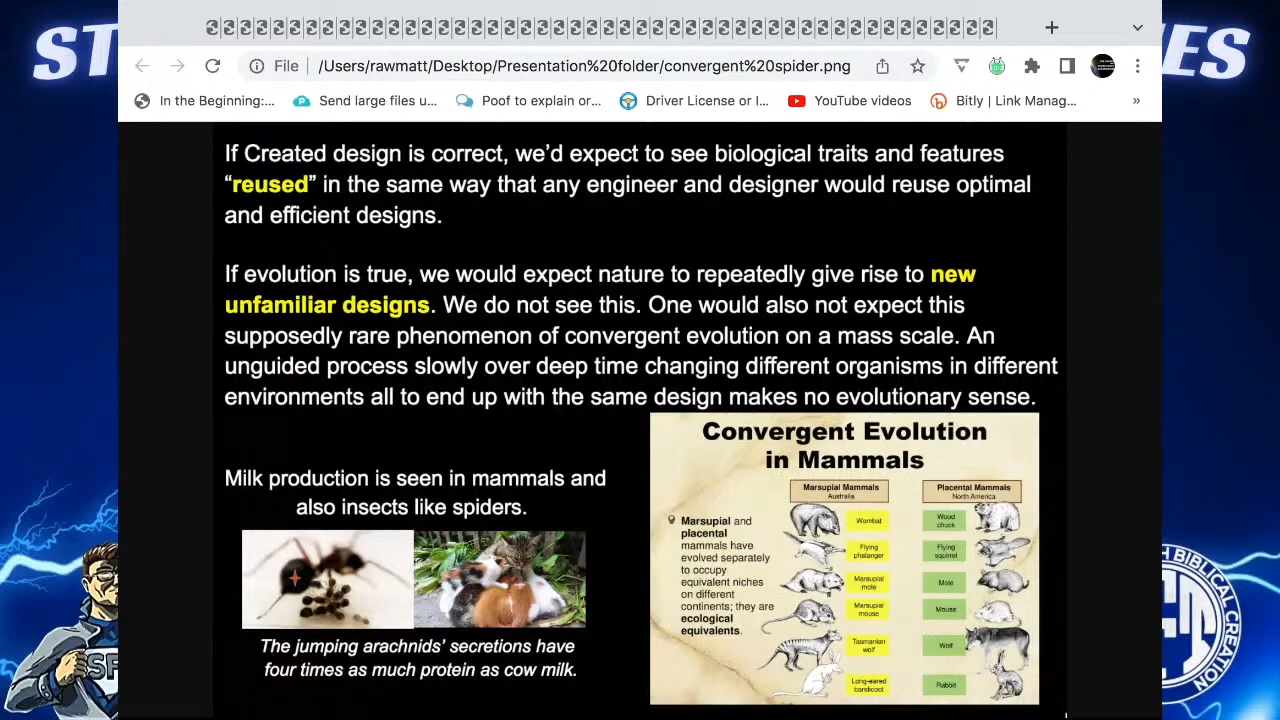 ST
IES
File
/Users/rawmatt/Desktop/Presentation%20folder/convergent%20spider.png
In the Beginning:...
Send large files u...
Poof to explain or...
Driver License or I...
YouTube videos
Bitly | Link Manag...
»
If Created design is correct, we'd expect to see biological traits and features
“reused” in the same way that any engineer and designer would reuse optimal
and efficient designs.
If evolution is true, we would expect nature to repeatedly give rise to new
unfamiliar designs. We do not see this. One would also not expect this
supposedly rare phenomenon of convergent evolution on a mass scale. An
unguided process slowly over deep time changing different organisms in different
environments all to end up with the same design makes no evolutionary sense.
Milk production is seen in mammals and
also insects like spiders.
The jumping arachnids’ secretions have
four times as much protein as cow milk.
Convergent Evolution
in Mammals
Marsupial Mammals
Australia
Placental Mammals
North America
Marsupial and
placental
mammals have
evolved separately
to occupy
equivalent niches
on different
continents; they are
ecological
equivalents.
Wombat
Wood
chuck
Flying
phalanger
Flying
squirrel
Marsupial
mole
Mole
Marsupial
mouse
Mouse
Tasmanian
wolf
Wolf
Long-eared
bandicoot
Rabbit
SF
BIBLICAL CREATION